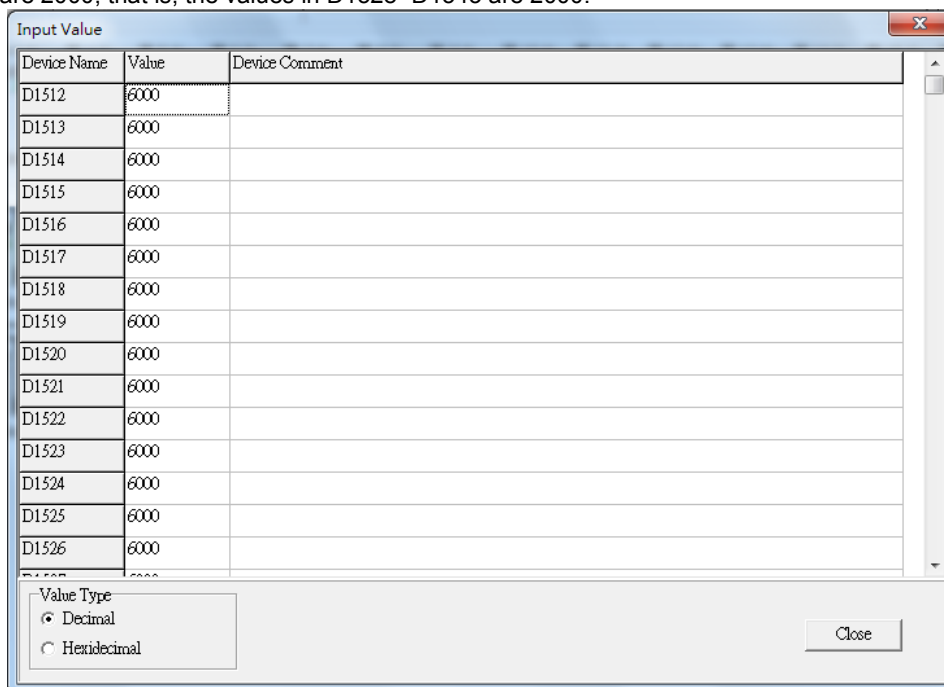 Input Value
Device Name Value Device Comment
D1512 6000
D1513 6000
D1514 6000
D1515 6000
D1516 6000
D1517 6000
D1518 6000
D1519 6000
D1520 6000
D1521 6000
D1522 6000
D1523 6000
D1524 6000
D1525 6000
D1526 6000
Value Type
Decimal
Hexidecimal
Close